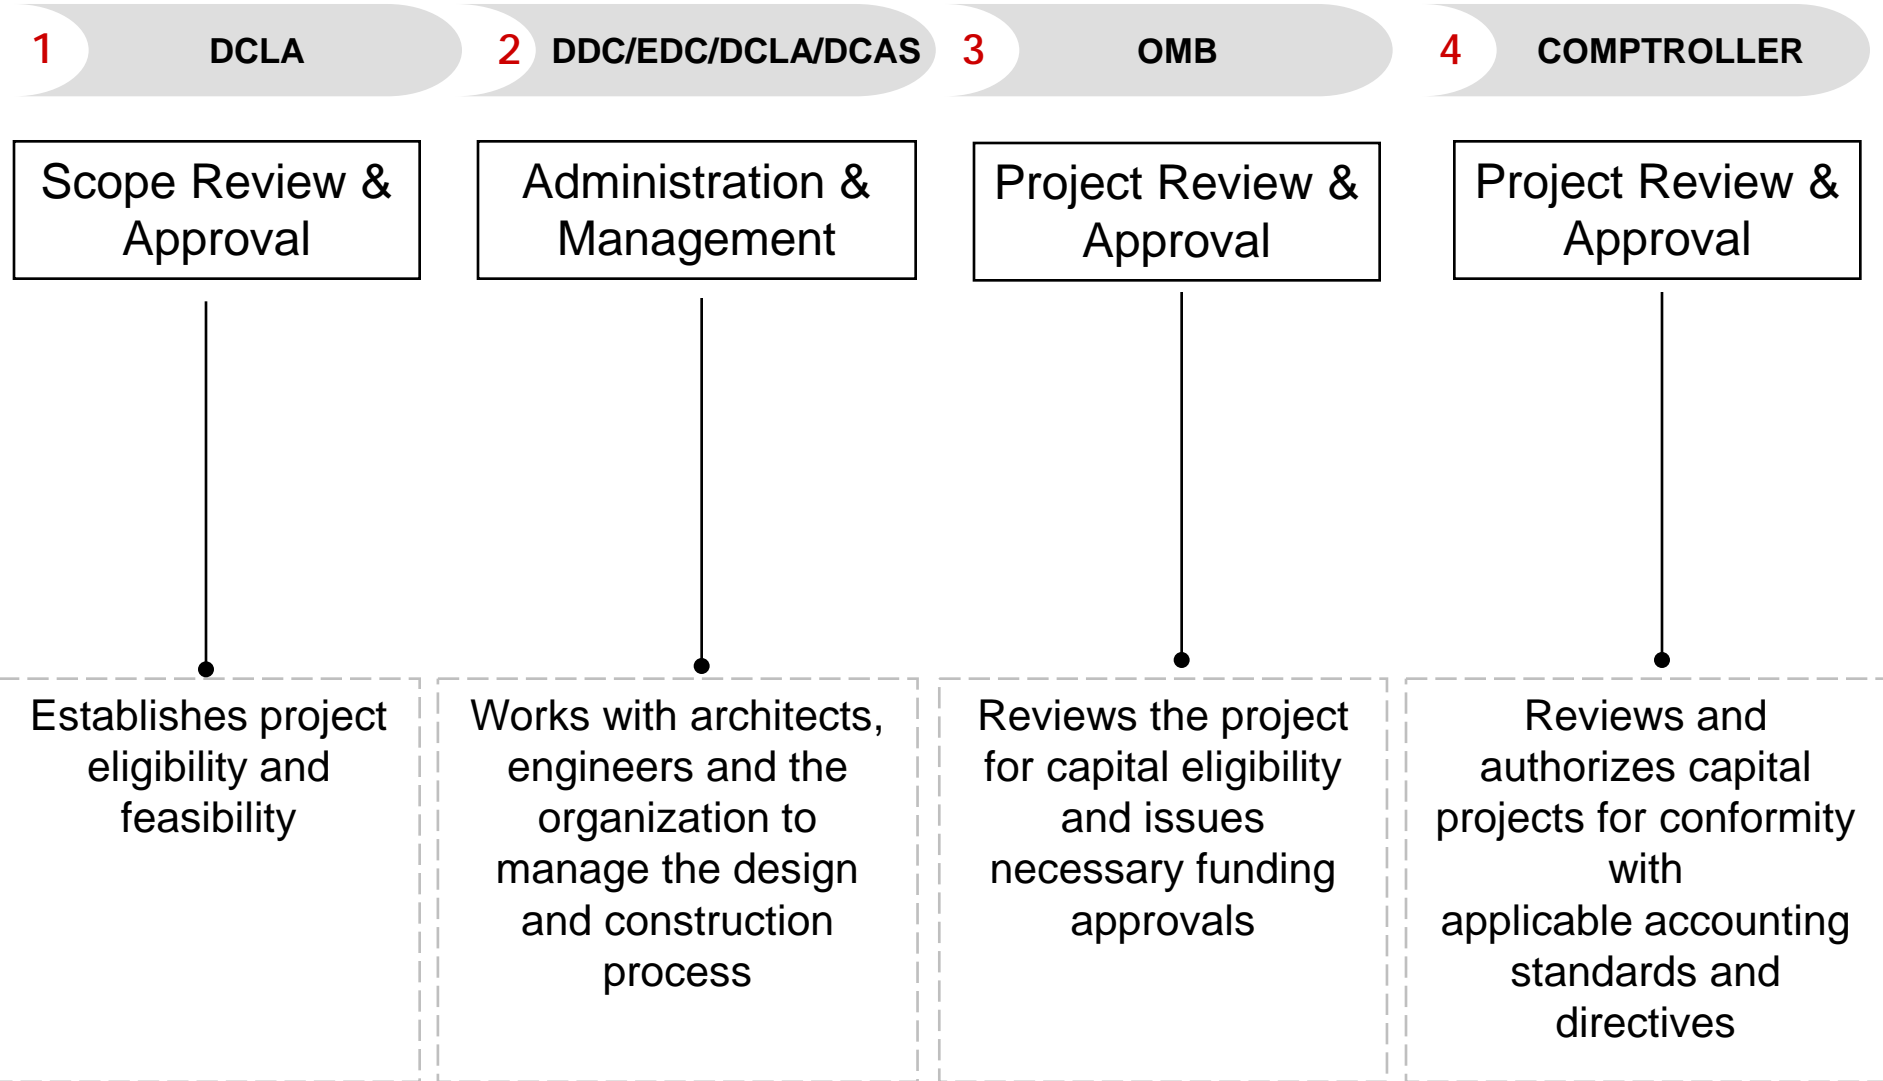 1 DCLA
2 DDC/EDC/DCLA/DCAS
3 OMB
4 COMPTROLLER
Scope Review &
Approval
Administration &
Management
Project Review &
Approval
Project Review &
Approval
Establishes project
eligibility and
feasibility
Works with architects,
engineers and the
organization to
manage the design
and construction
process
Reviews the project
for capital eligibility
and issues
necessary funding
approvals
Reviews and
authorizes capital
projects for conformity
with
applicable accounting
standards and
directives